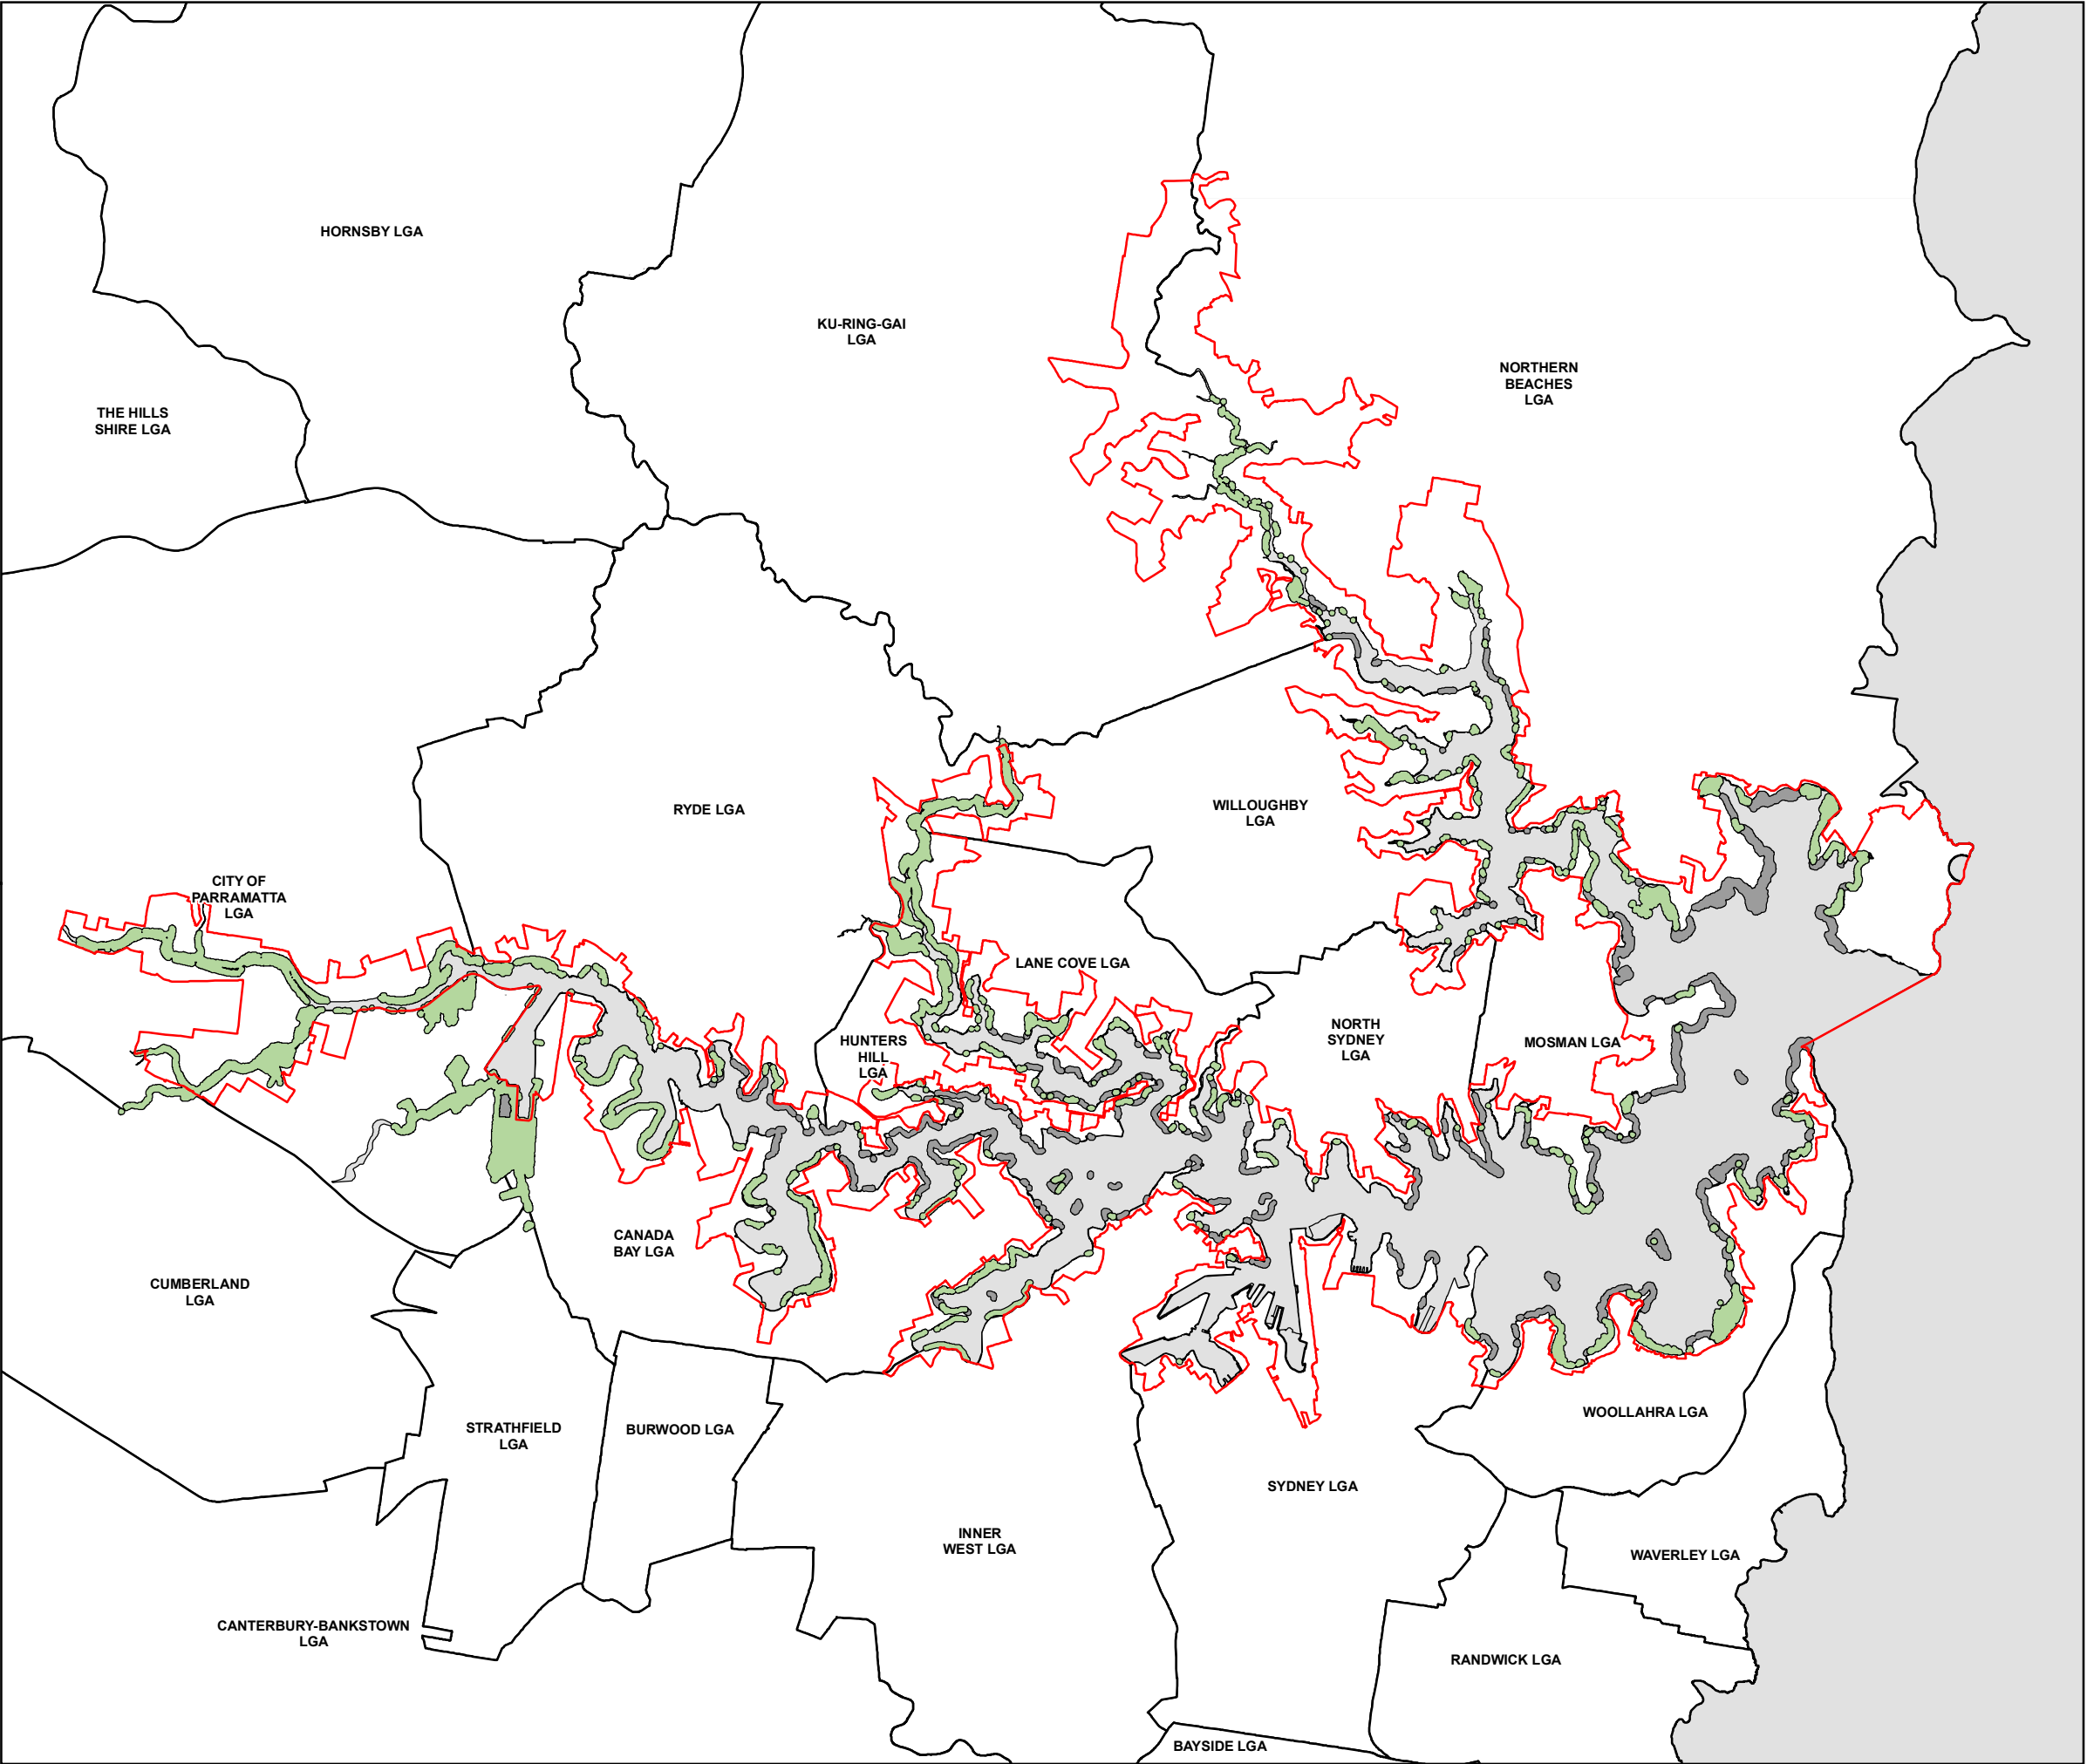 HORNSBY LGA
KU-RING-GAI
LGA
NORTHERN
BEACHES
LGA
THE HILLS
SHIRE LGA
RYDE LGA
WILLOUGHBY
LGA
CITY OF
PARRAMATTA
LGA
LANE COVE LGA
HUNTERS
HILL
LGA
NORTH
SYDNEY
LGA
MOSMAN LGA
CANADA
BAY LGA
CUMBERLAND
LGA
STRATHFIELD
LGA
BURWOOD LGA
WOOLLAHRA LGA
SYDNEY LGA
INNER
WEST LGA
WAVERLEY LGA
CANTERBURY-BANKSTOWN
LGA
RANDWICK LGA
BAYSIDE LGA